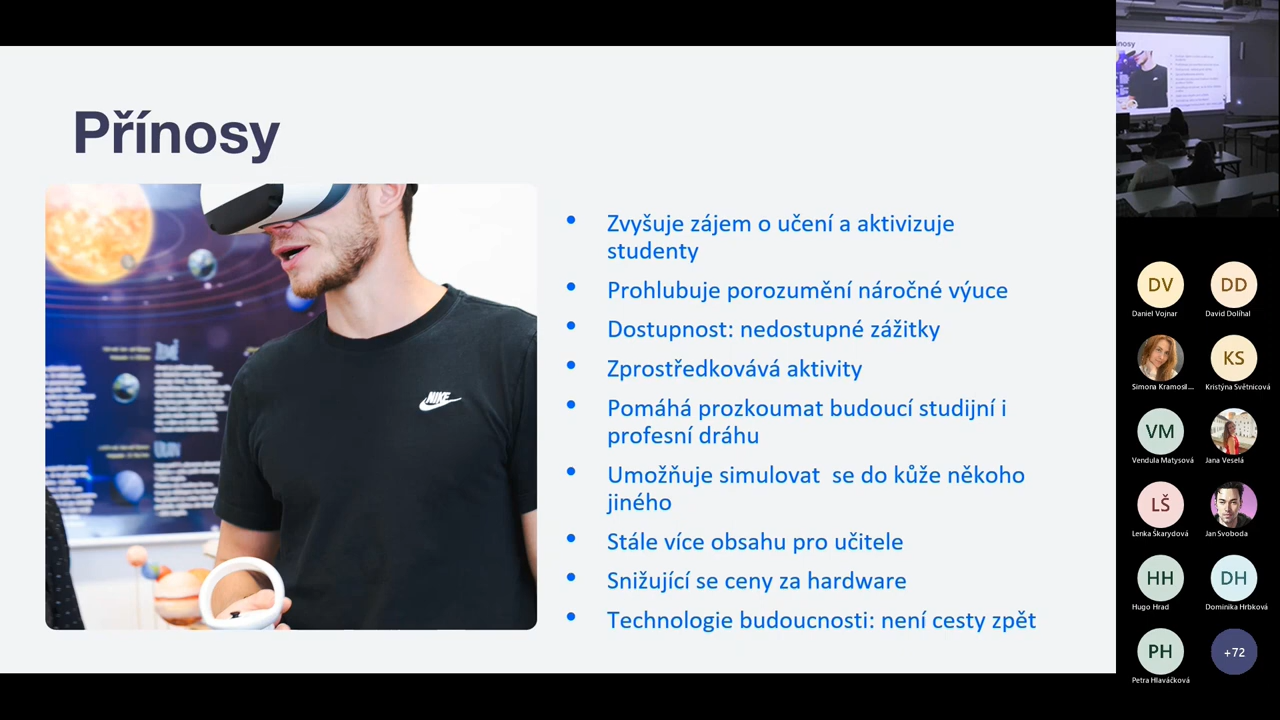 Přínosy
NIKE
• Zvyšuje zájem o učení a aktivizuje
studenty
• Prohlubuje porozumění náročné výuce
• Dostupnost: nedostupné zážitky
• Zprostředkovává aktivity
• Pomáhá prozkoumat budoucí studijní i
profesní dráhu
• Umožňuje simulovat  se do kůže někoho
jiného
• Stále více obsahu pro učitele
• Snižující se ceny za hardware
• Technologie budoucnosti: není cesty zpět
DV DD
Daniel Vojnar David Dolíhal
KS
Simona Kramosil... Kristýna Světnicová
VM
Vendula Matysová Jana Veselá
LŠ
Lenka Škarydová Jan Svoboda
HH DH
Hugo Hrad Dominika Hrbková
PH +72
Petra Hlaváčková